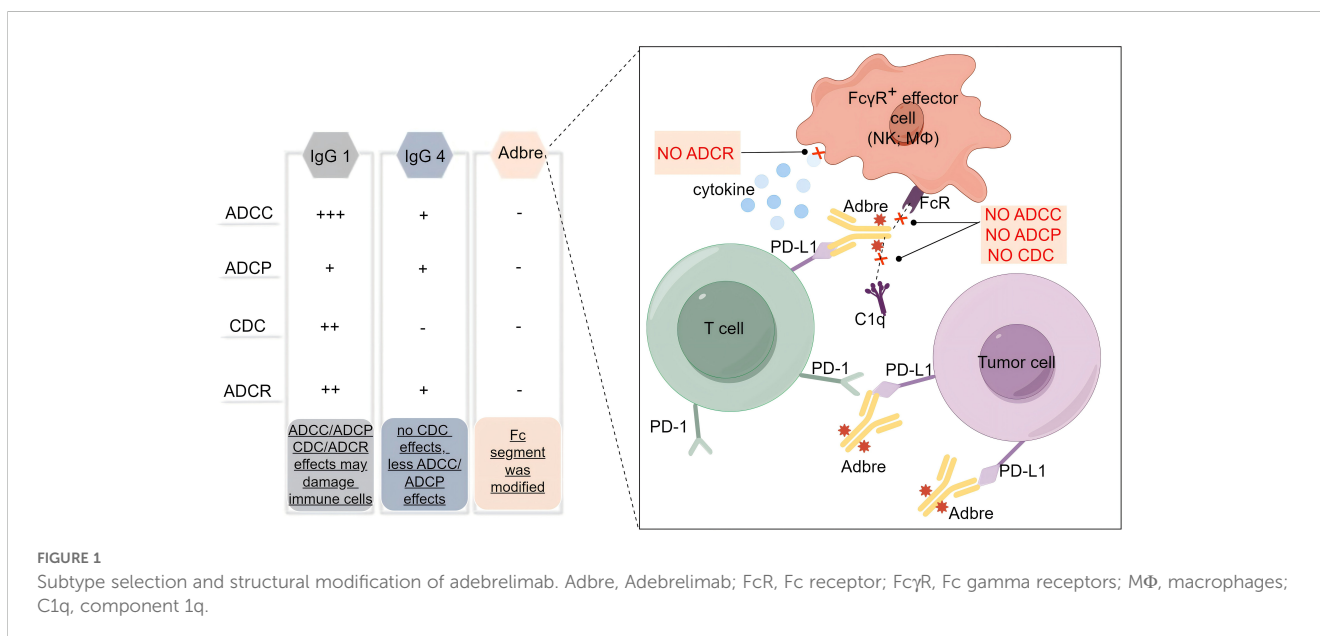 IgG 1
IgG 4
Adbre
ADCC
+++
+
-
ADCP
+
+
-
CDC
++
-
-
ADCR
++
+
-
ADCC/ADCP
CDC/ADCR
effects may
damage
immune cells
no CDC
effects,
less ADCC/
ADCP
effects
Fc
segment
was
modified
FcγR+ effector
cell
(NK; MΦ)
NO ADCR
cytokine
Adbre
FcR
NO ADCC
NO ADCP
NO CDC
PD-L1
C1q
T cell
Tumor cell
PD-1
PD-L1
PD-1
Adbre
PD-L1
Adbre
FIGURE 1
Subtype selection and structural modification of adebrelimab. Adbre, Adebrelimab; FcR, Fc receptor; FcγR, Fc gamma receptors; MΦ, macrophages;
C1q, component 1q.